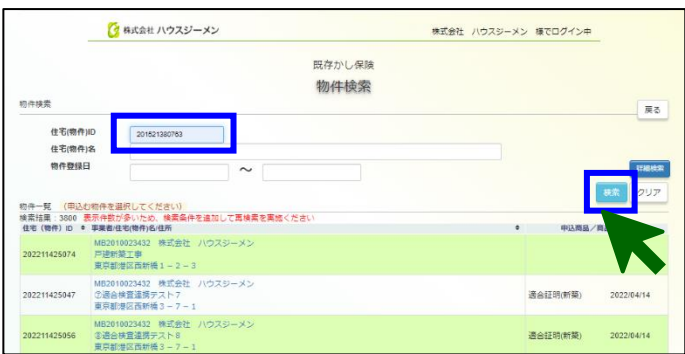 株式会社 ハウスジーメン
株式会社 ハウスジーメン 様でログイン中
既存かし保険
物件検索
物件検索
戻る
住宅(物件)ID
201521380763
住宅(物件)名
物件登録日
～
詳細検索
検索
クリア
物件一覧 （申込む物件を選択してください）
検索結果：3800 表示件数が多いため、検索条件を追加して再検索を実施ください
住宅（物件）ID 事業者/住宅(物件)名/住所 申込商品／商
MB2010023432 株式会社 ハウスジーメン
202211425074 戸建新築工事
東京都港区西新橋１－２－３
MB2010023432 株式会社 ハウスジーメン
202211425047 ⑦適合検査連携テスト７ 適合証明(新築) 2022/04/14
東京都港区西新橋３－７－１
MB2010023432 株式会社 ハウスジーメン
202211425056 ⑧適合検査連携テスト８ 適合証明(新築) 2022/04/14
東京都港区西新橋３－７－１